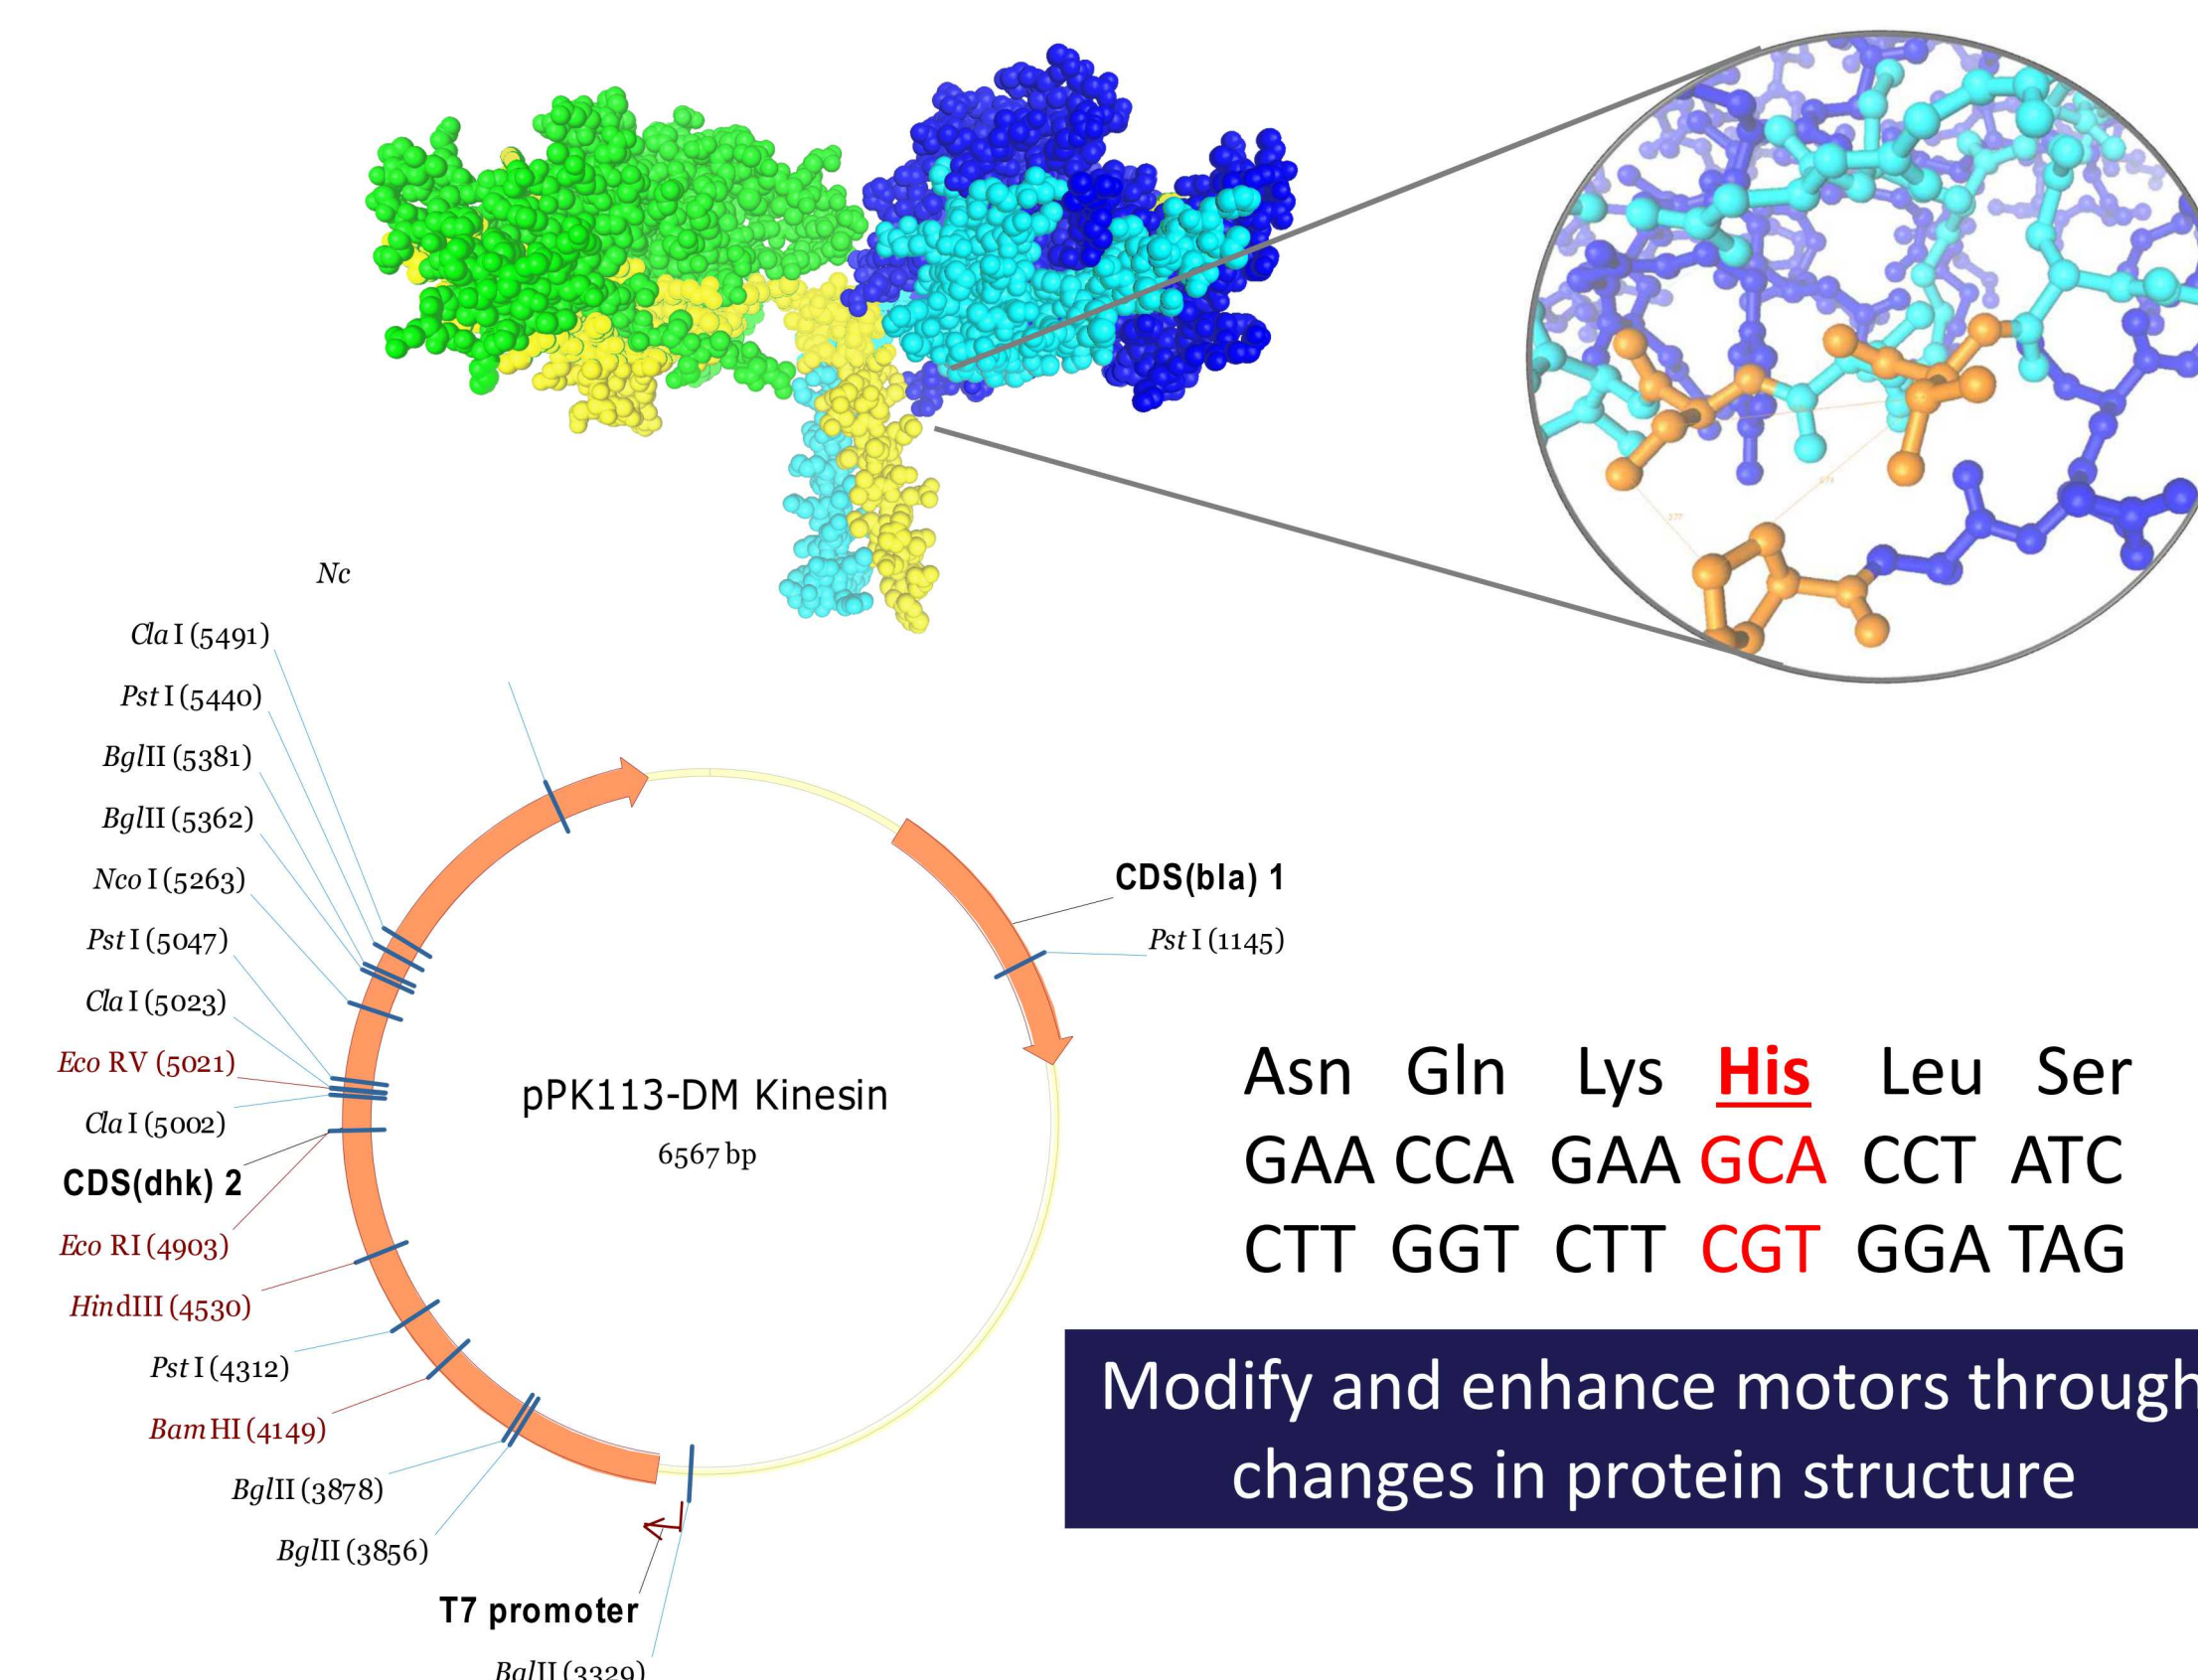 Nc
Cla I (5491)
Pst I (5440)
BglII (5381)
BglII (5362)
Nco I (5263)
Pst I (5047)
Cla I (5023)
Eco RV (5021)
Cla I (5002)
CDS(dhk) 2
Eco RI (4903)
HindIII (4530)
Pst I (4312)
Bam HI (4149)
BglII (3878)
BglII (3856)
T7 promoter
BglII (3329)
pPK113-DM Kinesin
6567 bp
CDS(bla) 1
Pst I (1145)
Asn Gln Lys His Leu Ser
GAA CCA GAA GCA CCT ATC
CTT GGT CTT CGT GGA TAG
Modify and enhance motors through
changes in protein structure